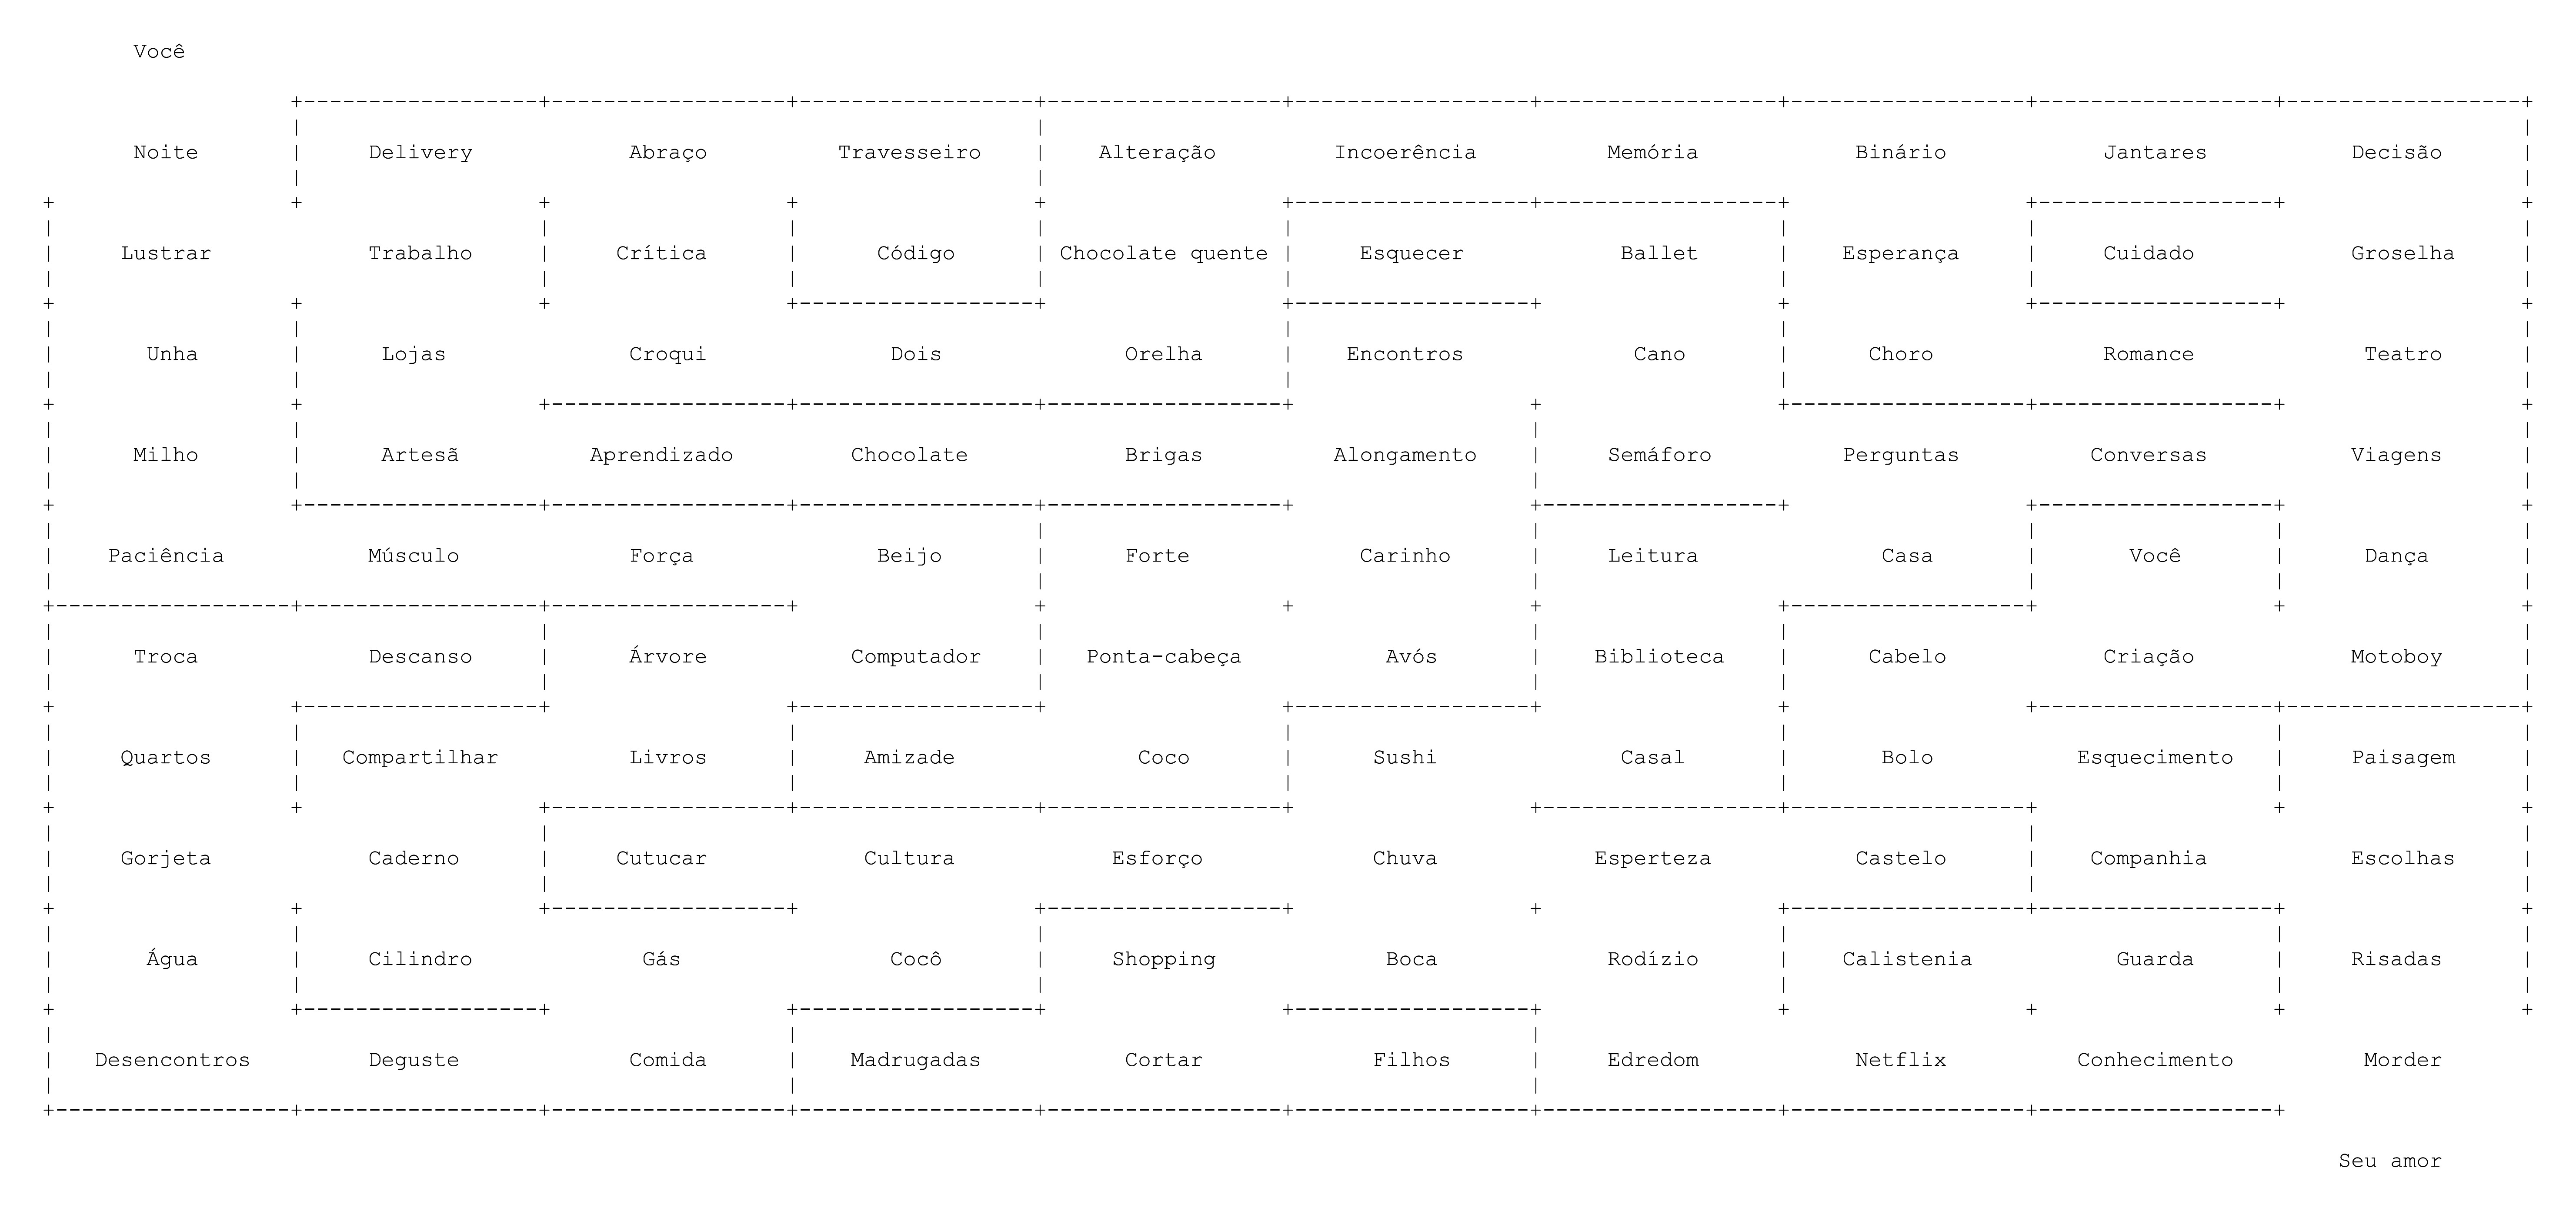 Você
Noite Delivery Abraço Travesseiro Alteração Incoerência Memória Binário Jantares Decisão
Lustrar Trabalho Crítica Código Chocolate quente Esquecer Ballet Esperança Cuidado Groselha
Unha Lojas Croqui Dois Orelha Encontros Cano Choro Romance Teatro
Milho Artesã Aprendizado Chocolate Brigas Alongamento Semáforo Perguntas Conversas Viagens
Paciência Músculo Força Beijo Forte Carinho Leitura Casa Você Dança
Troca Descanso Árvore Computador Ponta-cabeça Avós Biblioteca Cabelo Criação Motoboy
Quartos Compartilhar Livros Amizade Coco Sushi Casal Bolo Esquecimento Paisagem
Gorjeta Caderno Cutucar Cultura Esforço Chuva Esperteza Castelo Companhia Escolhas
Água Cilindro Gás Cocô Shopping Boca Rodízio Calistenia Guarda Risadas
Desencontros Deguste Comida Madrugadas Cortar Filhos Edredom Netflix Conhecimento Morder
Seu amor